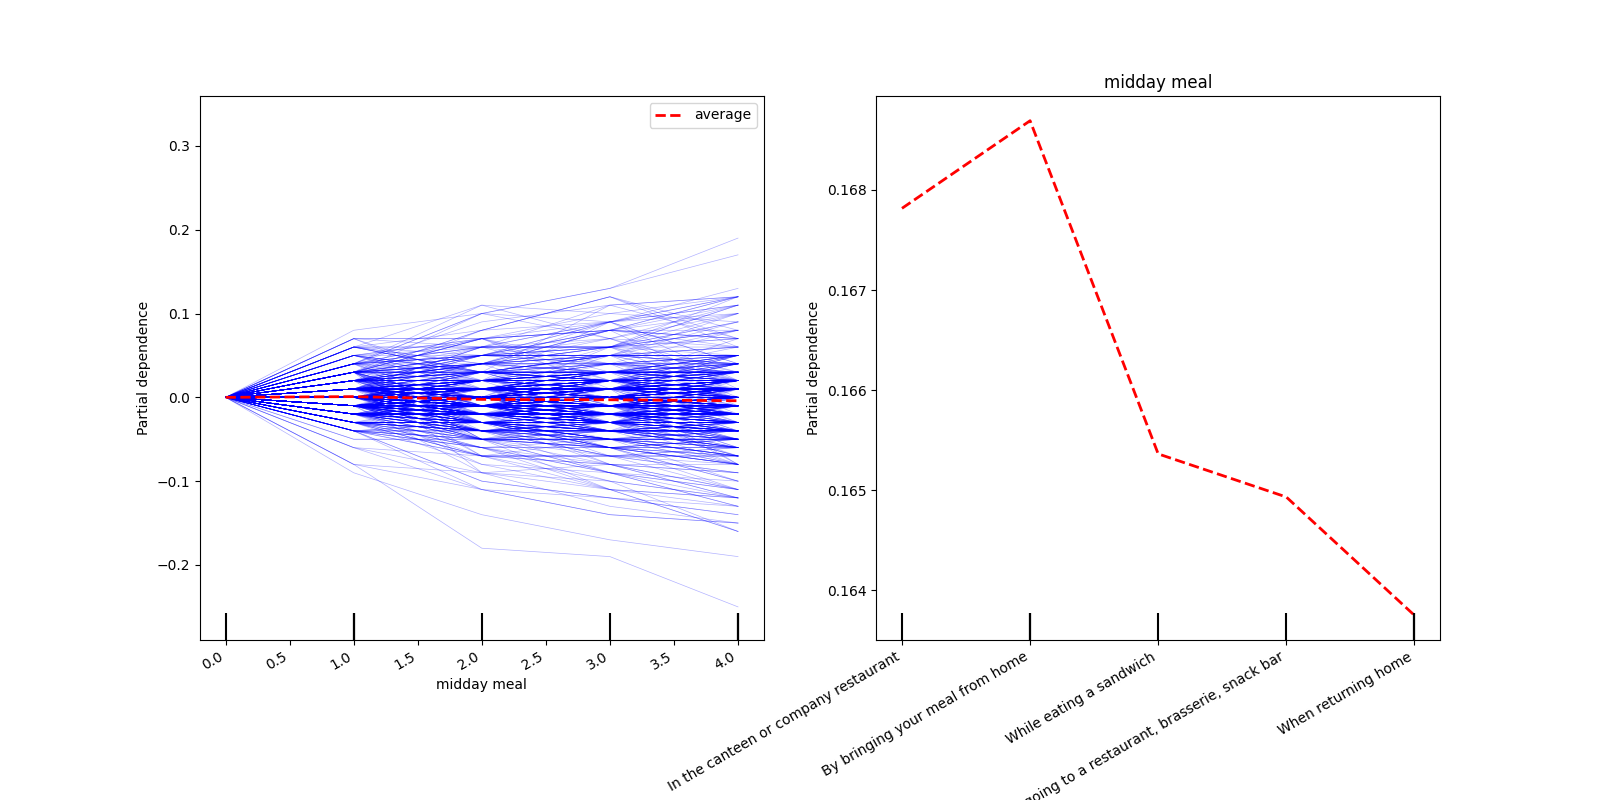 midday meal
average
0.3
0.2
0.1
0.0
−0.1
−0.2
Partial dependence
0.0
0.5
1.0
1.5
2.0
2.5
3.0
3.5
4.0
midday meal
0.168
0.167
0.166
0.165
0.164
Partial dependence
In the canteen or company restaurant
By bringing your meal from home
While eating a sandwich
going to a restaurant, brasserie, snack bar
When returning home